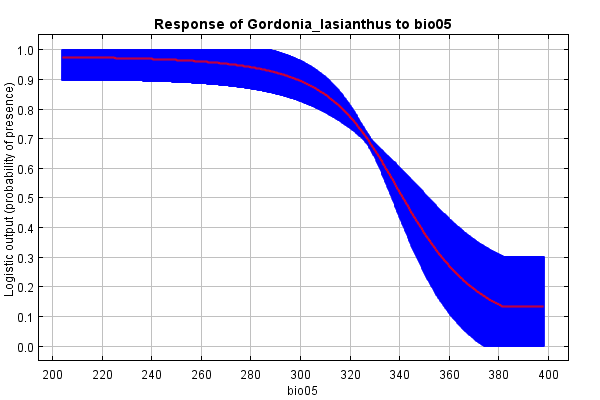 Response of Gordonia_lasianthus to bio05
Logistic output (probability of presence)
1.0
0.9
0.8
0.7
0.6
0.5
0.4
0.3
0.2
0.1
0.0
200 220 240 260 280 300 320 340 360 380 400
bio05